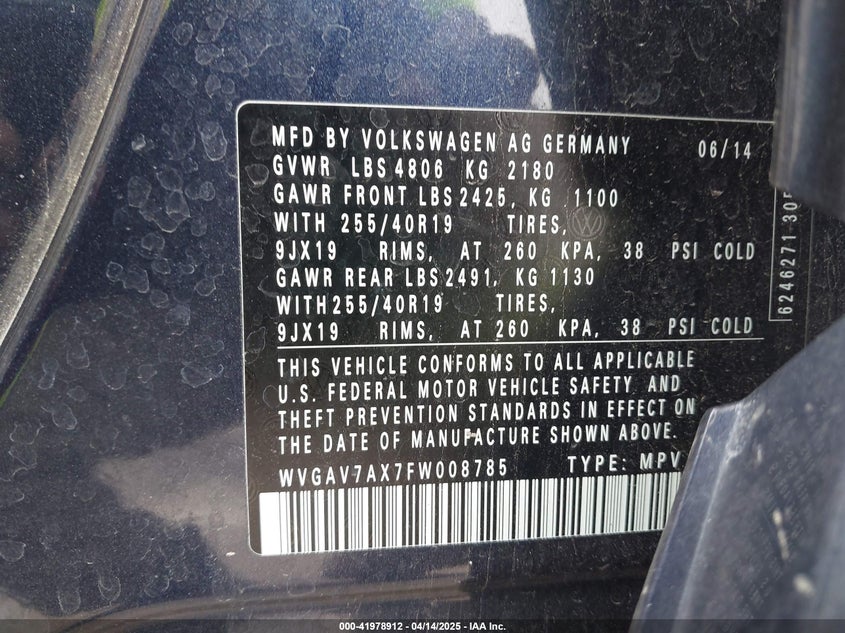 MFD BY VOLKSWAGEN AG GERMANY 06/14
GVWR LBS 4806 KG 2180
GAWR FRONT LBS 2425, KG 1100
WITH 255/40R19 TIRES,
9JX19 RIMS, AT 260 KPA, 38 PSI COLD
GAWR REAR LBS 2491, KG 1130
WITH 255/40R19 TIRES,
9JX19 RIMS, AT 260 KPA, 38 PSI COLD
6246271
THIS VEHICLE CONFORMS TO ALL APPLICABLE
U.S. FEDERAL MOTOR VEHICLE SAFETY AND
THEFT PREVENTION STANDARDS IN EFFECT ON
THE DATE OF MANUFACTURE SHOWN ABOVE.
WVGAV7AX7FW008785 TYPE: MPV
000-41978912 | 04/14/2025 | IAA Inc.